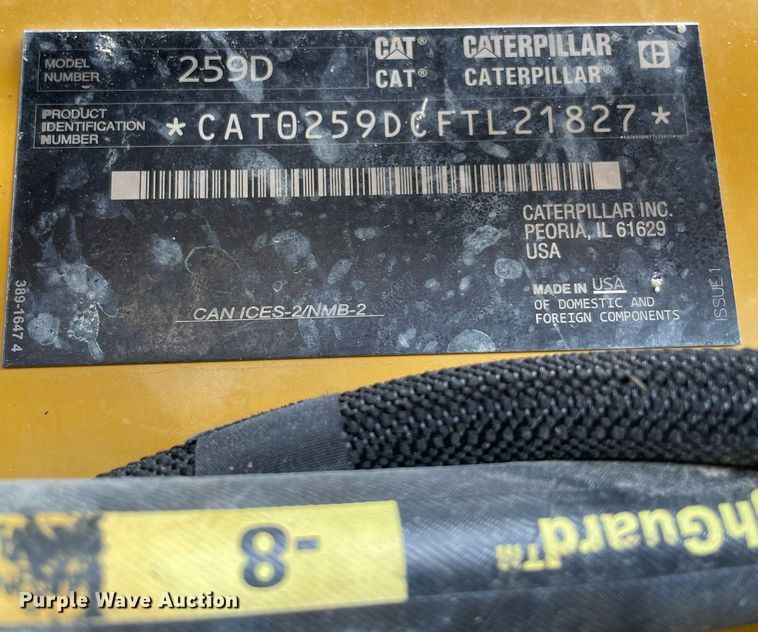 MODEL NUMBER 259D
CAT® CATERPILLAR®
CAT® CATERPILLAR®
PRODUCT IDENTIFICATION NUMBER *CAT0259DCFTL21827*
CATERPILLAR INC.
PEORIA, IL 61629
USA
MADE IN USA
OF DOMESTIC AND
FOREIGN COMPONENTS
CAN ICES-2/NMB-2
389-1647 4
ISSUE 1
ghGuard™
-8
Purple Wave Auction